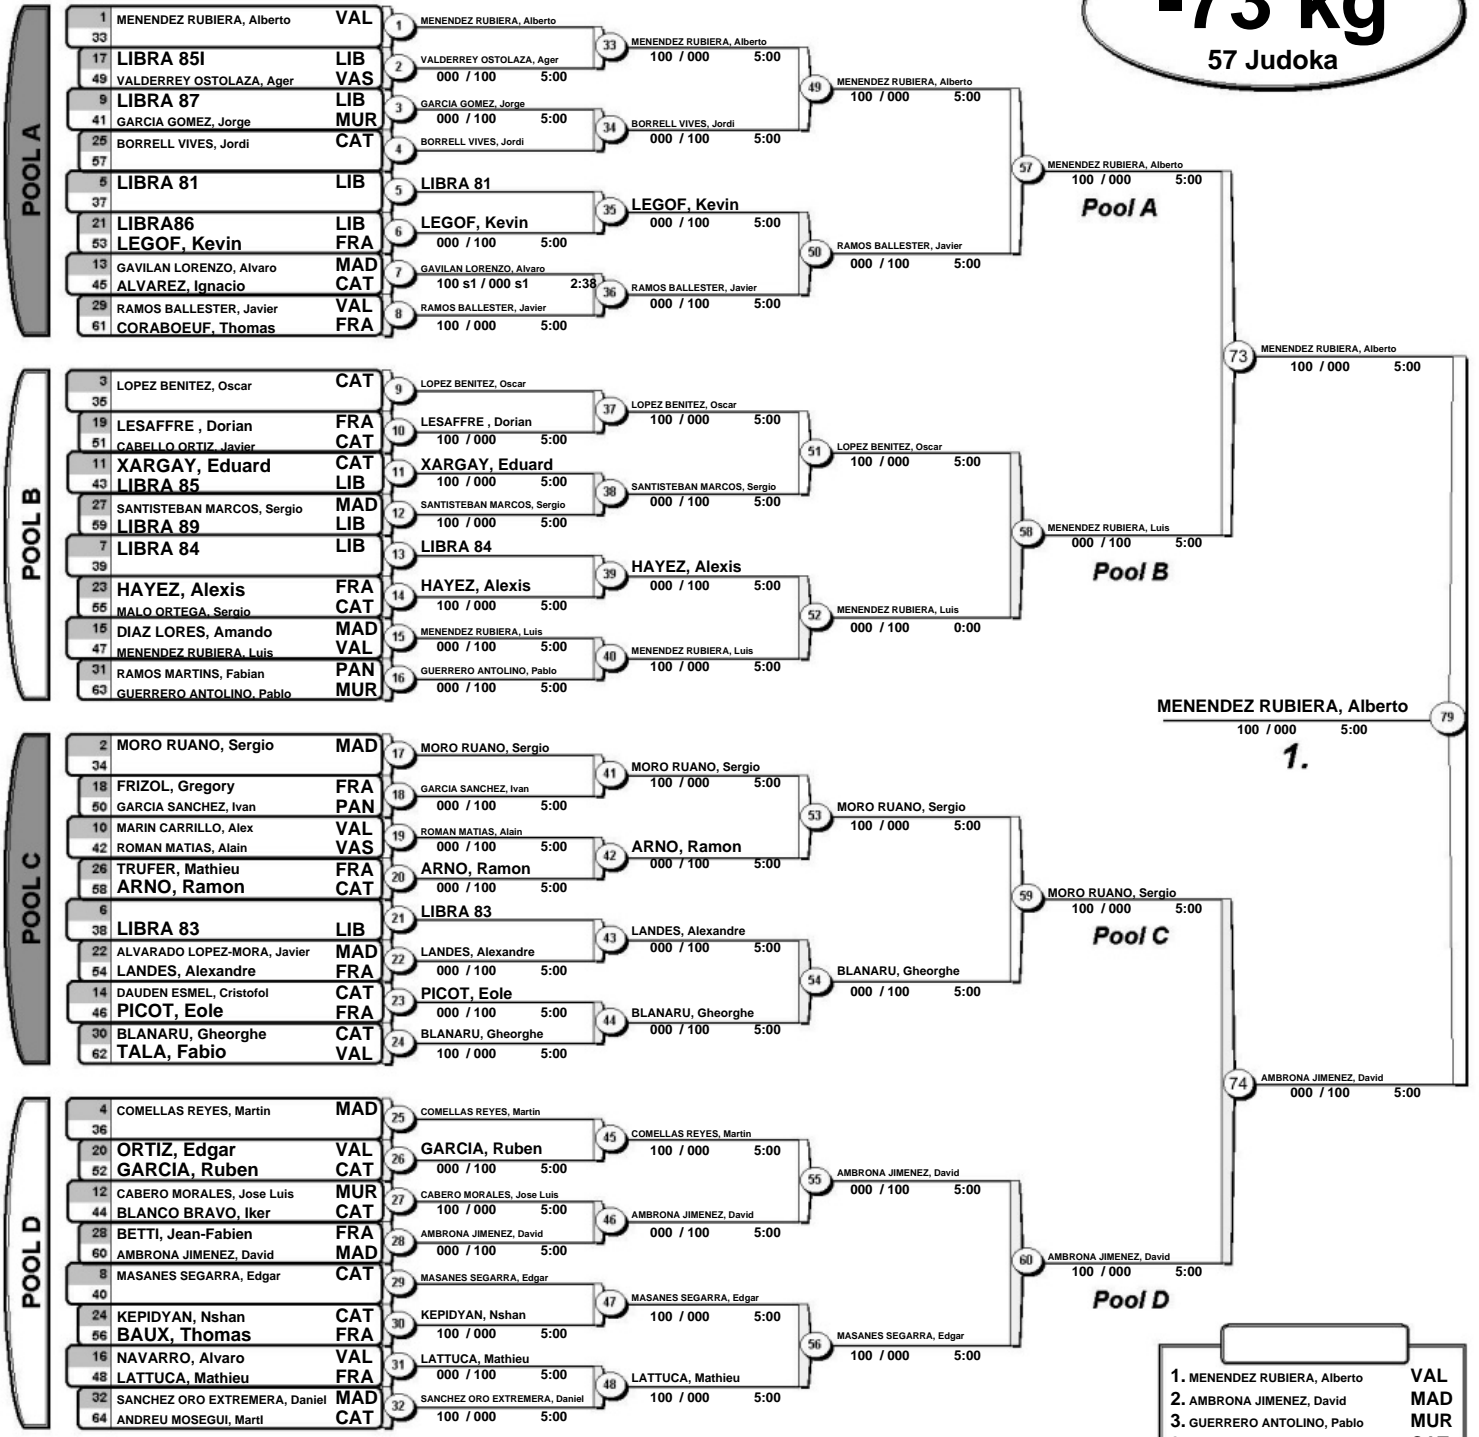 -73 kg
57 Judoka
POOL A
1 MENENDEZ RUBIERA, Alberto VAL
33
17 LIBRA 85I LIB
49 VALDERREY OSTOLAZA, Ager VAS
9 LIBRA 87 LIB
41 GARCIA GOMEZ, Jorge MUR
25 BORRELL VIVES, Jordi CAT
57
5 LIBRA 81 LIB
37
21 LIBRA86 LIB
53 LEGOF, Kevin FRA
13 GAVILAN LORENZO, Alvaro MAD
45 ALVAREZ, Ignacio CAT
29 RAMOS BALLESTER, Javier VAL
61 CORABOEUF, Thomas FRA
1 MENENDEZ RUBIERA, Alberto
2 VALDERREY OSTOLAZA, Ager
000 / 100 5:00
3 GARCIA GOMEZ, Jorge
000 / 100 5:00
4 BORRELL VIVES, Jordi
5 LIBRA 81
6 LEGOF, Kevin
000 / 100 5:00
7 GAVILAN LORENZO, Alvaro
100 s1 / 000 s1 2:38
8 RAMOS BALLESTER, Javier
100 / 000 5:00
33 MENENDEZ RUBIERA, Alberto
100 / 000 5:00
34 BORRELL VIVES, Jordi
000 / 100 5:00
35 LEGOF, Kevin
000 / 100 5:00
36 RAMOS BALLESTER, Javier
000 / 100 5:00
49 MENENDEZ RUBIERA, Alberto
100 / 000 5:00
50 RAMOS BALLESTER, Javier
000 / 100 5:00
57 MENENDEZ RUBIERA, Alberto
100 / 000 5:00
Pool A
POOL B
3 LOPEZ BENITEZ, Oscar CAT
35
19 LESAFFRE , Dorian FRA
51 CABELLO ORTIZ, Javier CAT
11 XARGAY, Eduard CAT
43 LIBRA 85 LIB
27 SANTISTEBAN MARCOS, Sergio MAD
59 LIBRA 89 LIB
7 LIBRA 84 LIB
39
23 HAYEZ, Alexis FRA
55 MALO ORTEGA, Sergio CAT
15 DIAZ LORES, Amando MAD
47 MENENDEZ RUBIERA, Luis VAL
31 RAMOS MARTINS, Fabian PAN
63 GUERRERO ANTOLINO, Pablo MUR
9 LOPEZ BENITEZ, Oscar
10 LESAFFRE , Dorian
100 / 000 5:00
11 XARGAY, Eduard
100 / 000 5:00
12 SANTISTEBAN MARCOS, Sergio
100 / 000 5:00
13 LIBRA 84
14 HAYEZ, Alexis
100 / 000 5:00
15 MENENDEZ RUBIERA, Luis
000 / 100 5:00
16 GUERRERO ANTOLINO, Pablo
000 / 100 5:00
37 LOPEZ BENITEZ, Oscar
100 / 000 5:00
38 SANTISTEBAN MARCOS, Sergio
000 / 100 5:00
39 HAYEZ, Alexis
000 / 100 5:00
40 MENENDEZ RUBIERA, Luis
100 / 000 5:00
51 LOPEZ BENITEZ, Oscar
100 / 000 5:00
52 MENENDEZ RUBIERA, Luis
000 / 100 0:00
58 MENENDEZ RUBIERA, Luis
000 / 100 5:00
Pool B
73 MENENDEZ RUBIERA, Alberto
100 / 000 5:00
79 MENENDEZ RUBIERA, Alberto
100 / 000 5:00
1.
POOL C
2 MORO RUANO, Sergio MAD
34
18 FRIZOL, Gregory FRA
50 GARCIA SANCHEZ, Ivan PAN
10 MARIN CARRILLO, Alex VAL
42 ROMAN MATIAS, Alain VAS
26 TRUFER, Mathieu FRA
58 ARNO, Ramon CAT
6
38 LIBRA 83 LIB
22 ALVARADO LOPEZ-MORA, Javier MAD
54 LANDES, Alexandre FRA
14 DAUDEN ESMEL, Cristofol CAT
46 PICOT, Eole FRA
30 BLANARU, Gheorghe CAT
62 TALA, Fabio VAL
17 MORO RUANO, Sergio
18 GARCIA SANCHEZ, Ivan
000 / 100 5:00
19 ROMAN MATIAS, Alain
000 / 100 5:00
20 ARNO, Ramon
000 / 100 5:00
21 LIBRA 83
22 LANDES, Alexandre
000 / 100 5:00
23 PICOT, Eole
000 / 100 5:00
24 BLANARU, Gheorghe
100 / 000 5:00
41 MORO RUANO, Sergio
100 / 000 5:00
42 ARNO, Ramon
000 / 100 5:00
43 LANDES, Alexandre
000 / 100 5:00
44 BLANARU, Gheorghe
000 / 100 5:00
53 MORO RUANO, Sergio
100 / 000 5:00
54 BLANARU, Gheorghe
000 / 100 5:00
59 MORO RUANO, Sergio
100 / 000 5:00
Pool C
74 AMBRONA JIMENEZ, David
000 / 100 5:00
POOL D
4 COMELLAS REYES, Martin MAD
36
20 ORTIZ, Edgar VAL
52 GARCIA, Ruben CAT
12 CABERO MORALES, Jose Luis MUR
44 BLANCO BRAVO, Iker CAT
28 BETTI, Jean-Fabien FRA
60 AMBRONA JIMENEZ, David MAD
8 MASANES SEGARRA, Edgar CAT
40
24 KEPIDYAN, Nshan CAT
56 BAUX, Thomas FRA
16 NAVARRO, Alvaro VAL
48 LATTUCA, Mathieu FRA
32 SANCHEZ ORO EXTREMERA, Daniel MAD
64 ANDREU MOSEGUI, Martl CAT
25 COMELLAS REYES, Martin
26 GARCIA, Ruben
000 / 100 5:00
27 CABERO MORALES, Jose Luis
100 / 000 5:00
28 AMBRONA JIMENEZ, David
000 / 100 5:00
29 MASANES SEGARRA, Edgar
30 KEPIDYAN, Nshan
100 / 000 5:00
31 LATTUCA, Mathieu
000 / 100 5:00
32 SANCHEZ ORO EXTREMERA, Daniel
100 / 000 5:00
45 COMELLAS REYES, Martin
100 / 000 5:00
46 AMBRONA JIMENEZ, David
000 / 100 5:00
47 MASANES SEGARRA, Edgar
100 / 000 5:00
48 LATTUCA, Mathieu
100 / 000 5:00
55 AMBRONA JIMENEZ, David
000 / 100 5:00
56 MASANES SEGARRA, Edgar
100 / 000 5:00
60 AMBRONA JIMENEZ, David
100 / 000 5:00
Pool D
1. MENENDEZ RUBIERA, Alberto VAL
2. AMBRONA JIMENEZ, David MAD
3. GUERRERO ANTOLINO, Pablo MUR